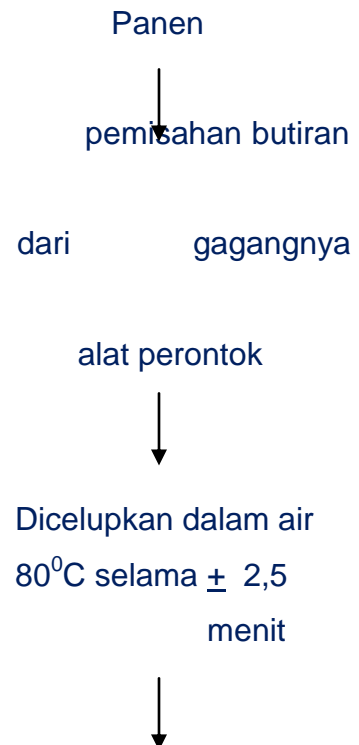 Panen
pemisahan butiran
dari gagangnya
alat perontok
Dicelupkan dalam air
80⁰C selama ± 2,5
menit